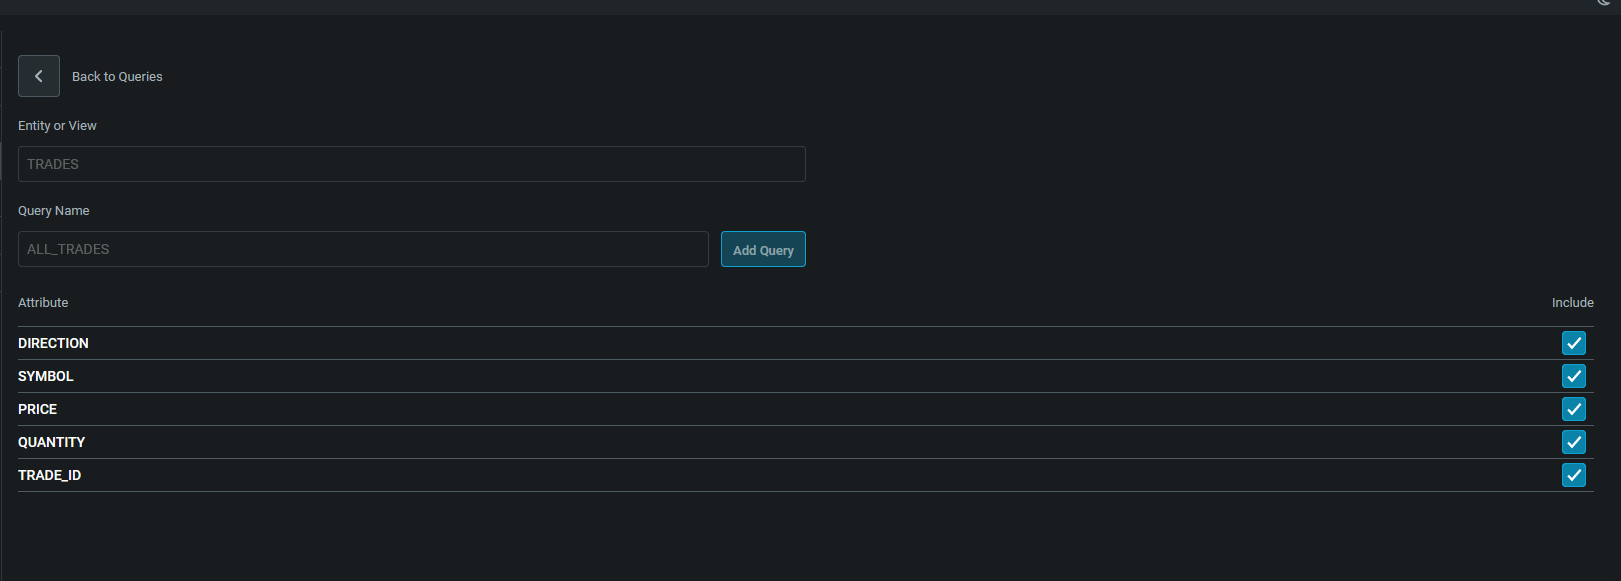 Back to Queries
Entity or View
TRADES
Query Name
ALL_TRADES
Add Query
Attribute Include
DIRECTION
SYMBOL
PRICE
QUANTITY
TRADE_ID